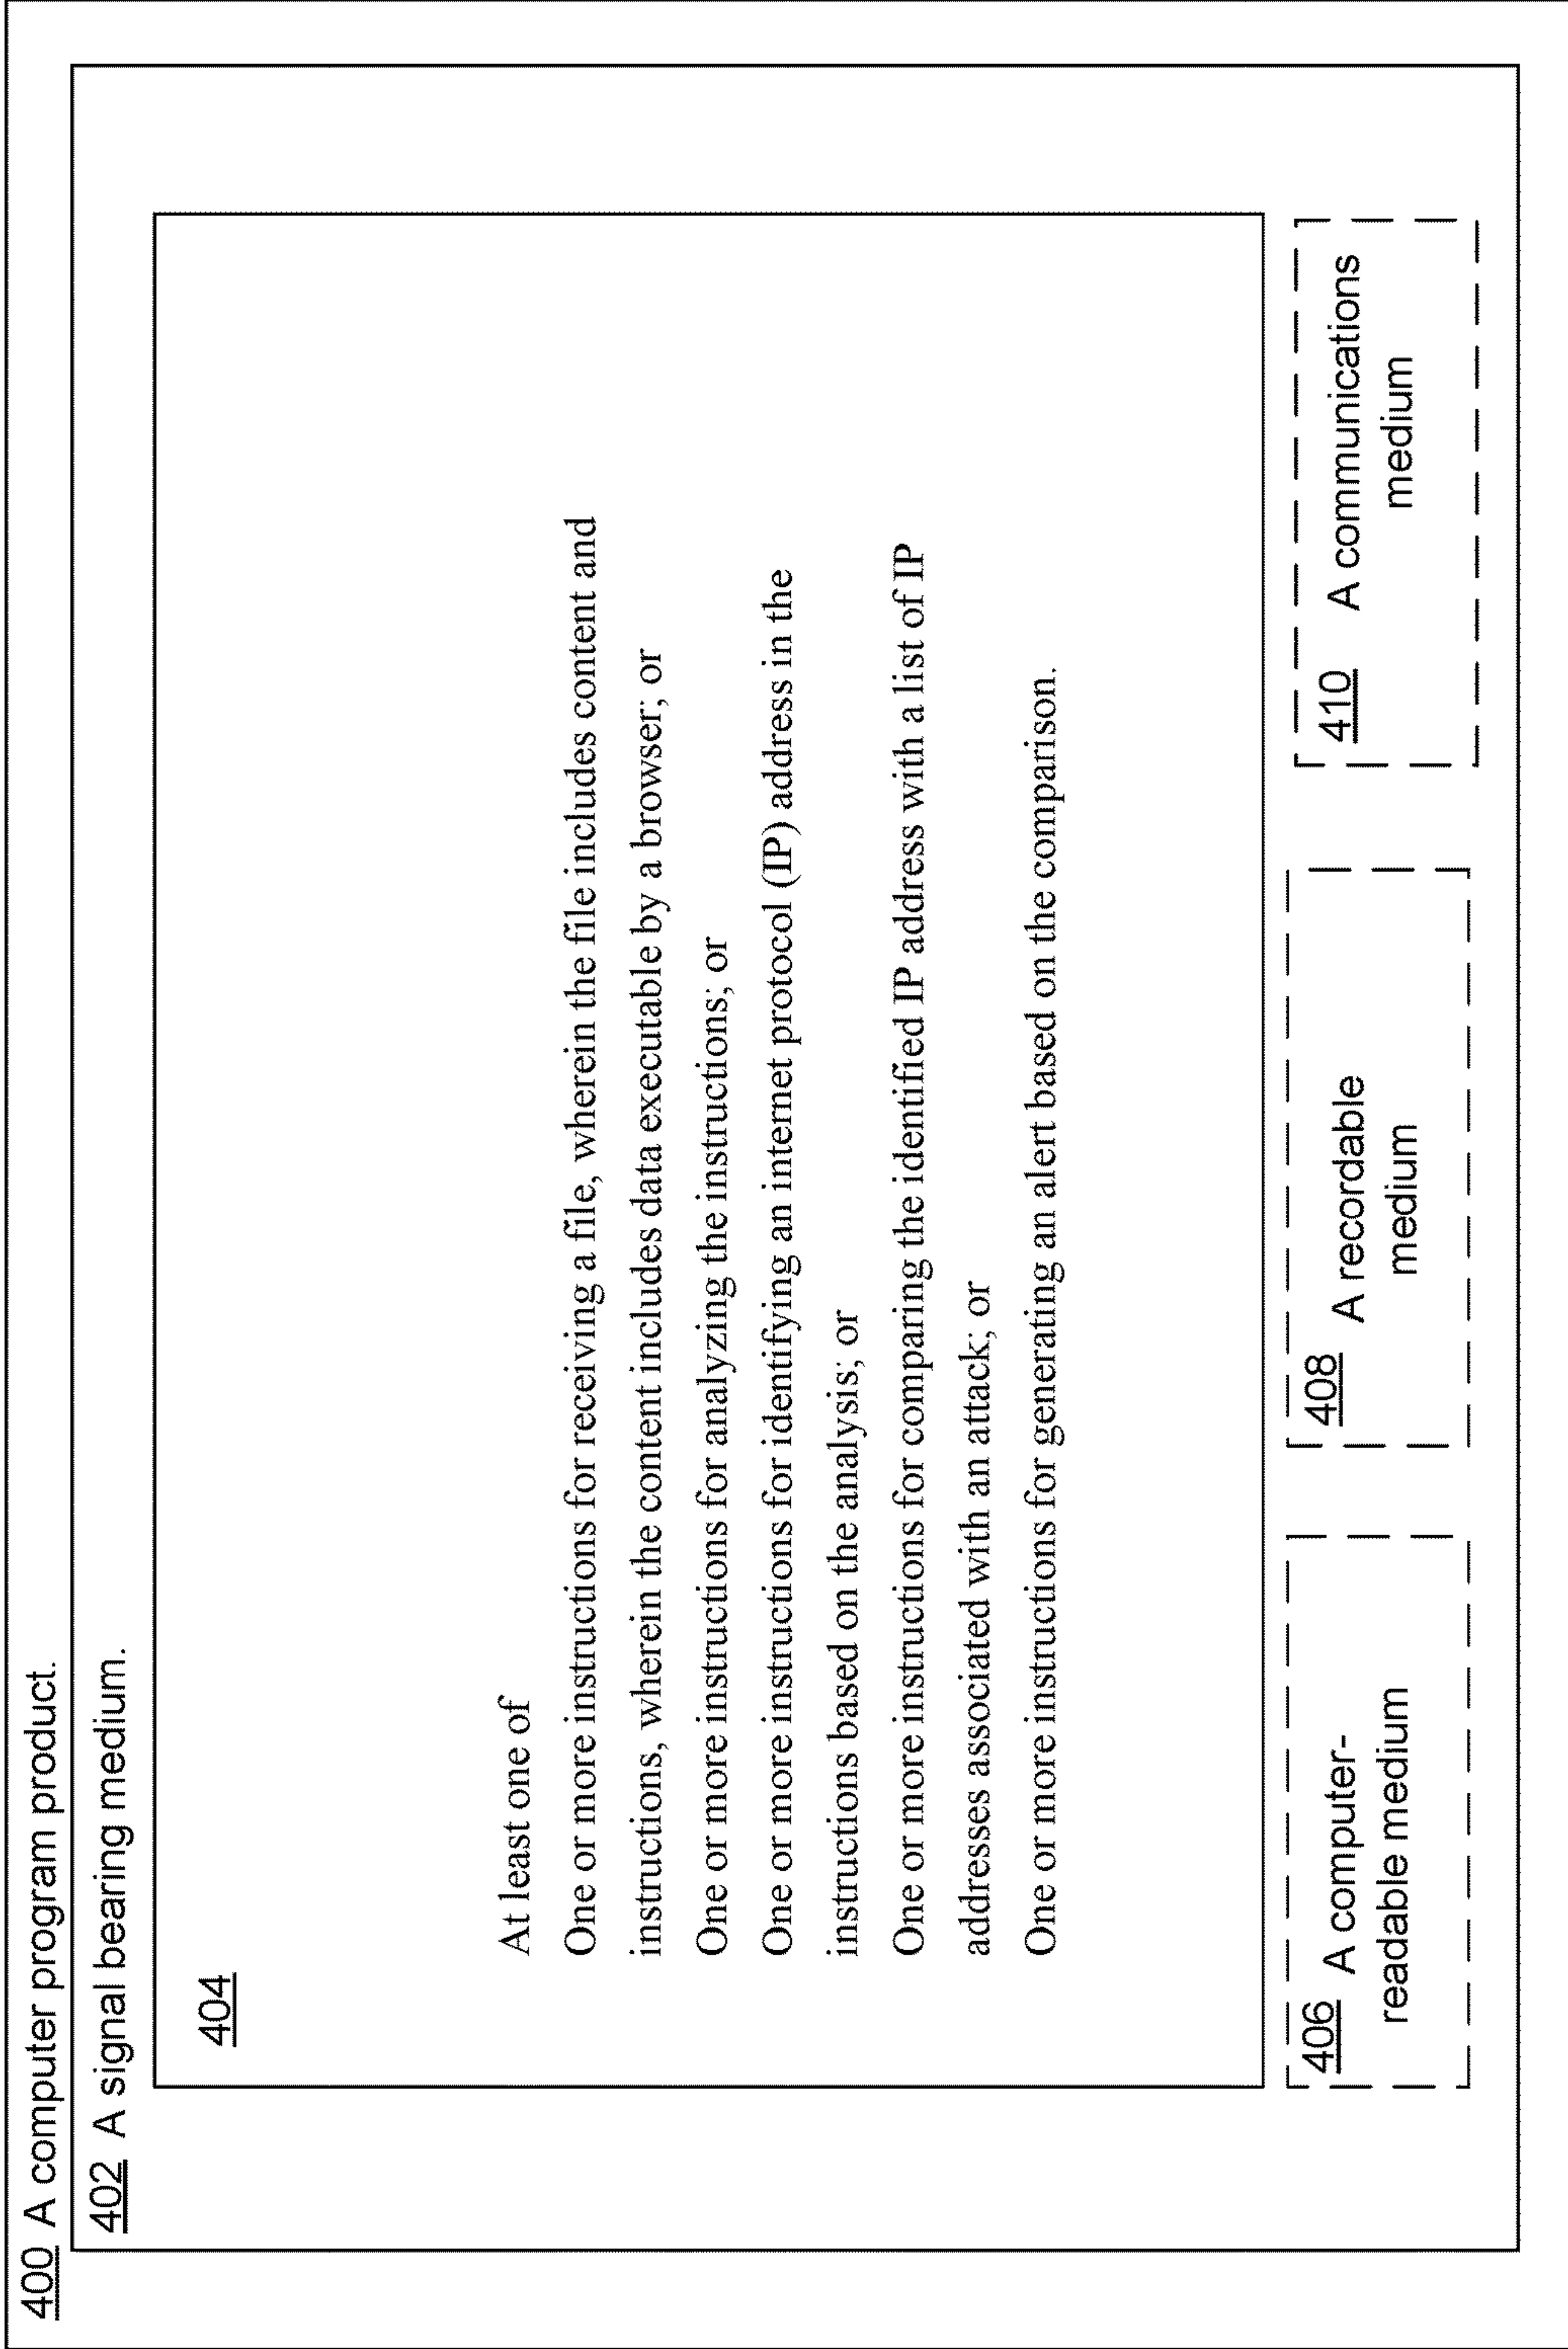 400 A computer program product.
402 A signal bearing medium.
404
At least one of
One or more instructions for receiving a file, wherein the file includes content and
instructions, wherein the content includes data executable by a browser; or
One or more instructions for analyzing the instructions; or
One or more instructions for identifying an internet protocol (IP) address in the
instructions based on the analysis; or
One or more instructions for comparing the identified IP address with a list of IP
addresses associated with an attack; or
One or more instructions for generating an alert based on the comparison.
406 A computer-
readable medium
408 A recordable
medium
410 A communications
medium